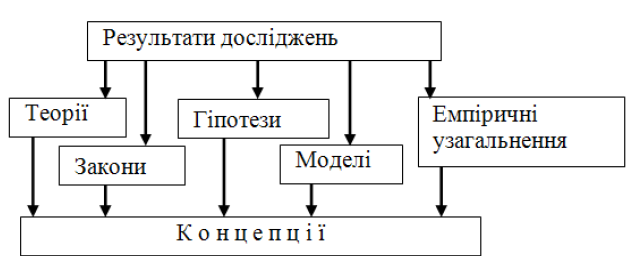 Результати досліджень
Теорії
Гіпотези
Емпіричні
узагальнення
Закони
Моделі
К о н ц е п ц і ї